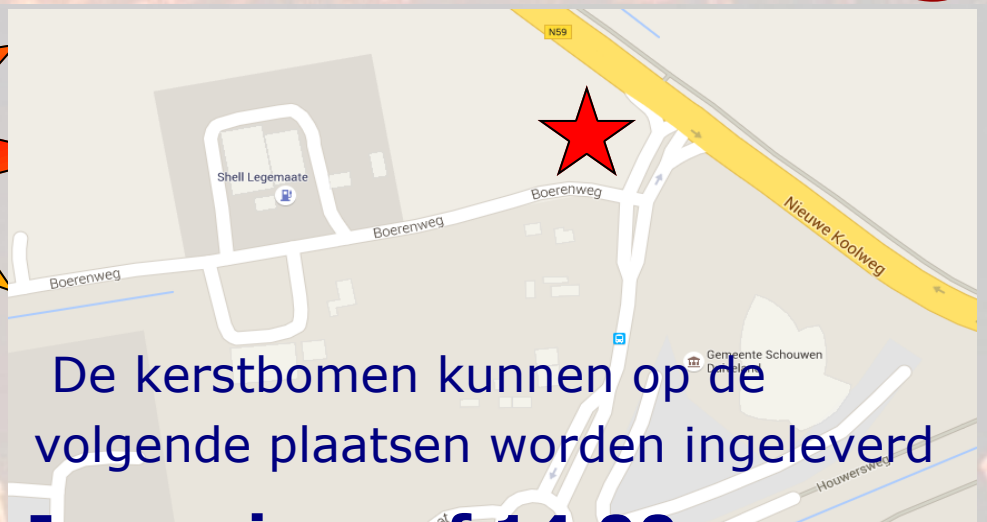 N59
Shell Legemaate
Boerenweg
Boerenweg
Boerenweg
Nieuwe Koolweg
Gemeente Schouwen
De kerstbomen kunnen op de
volgende plaatsen worden ingeleverd
Houwersweg